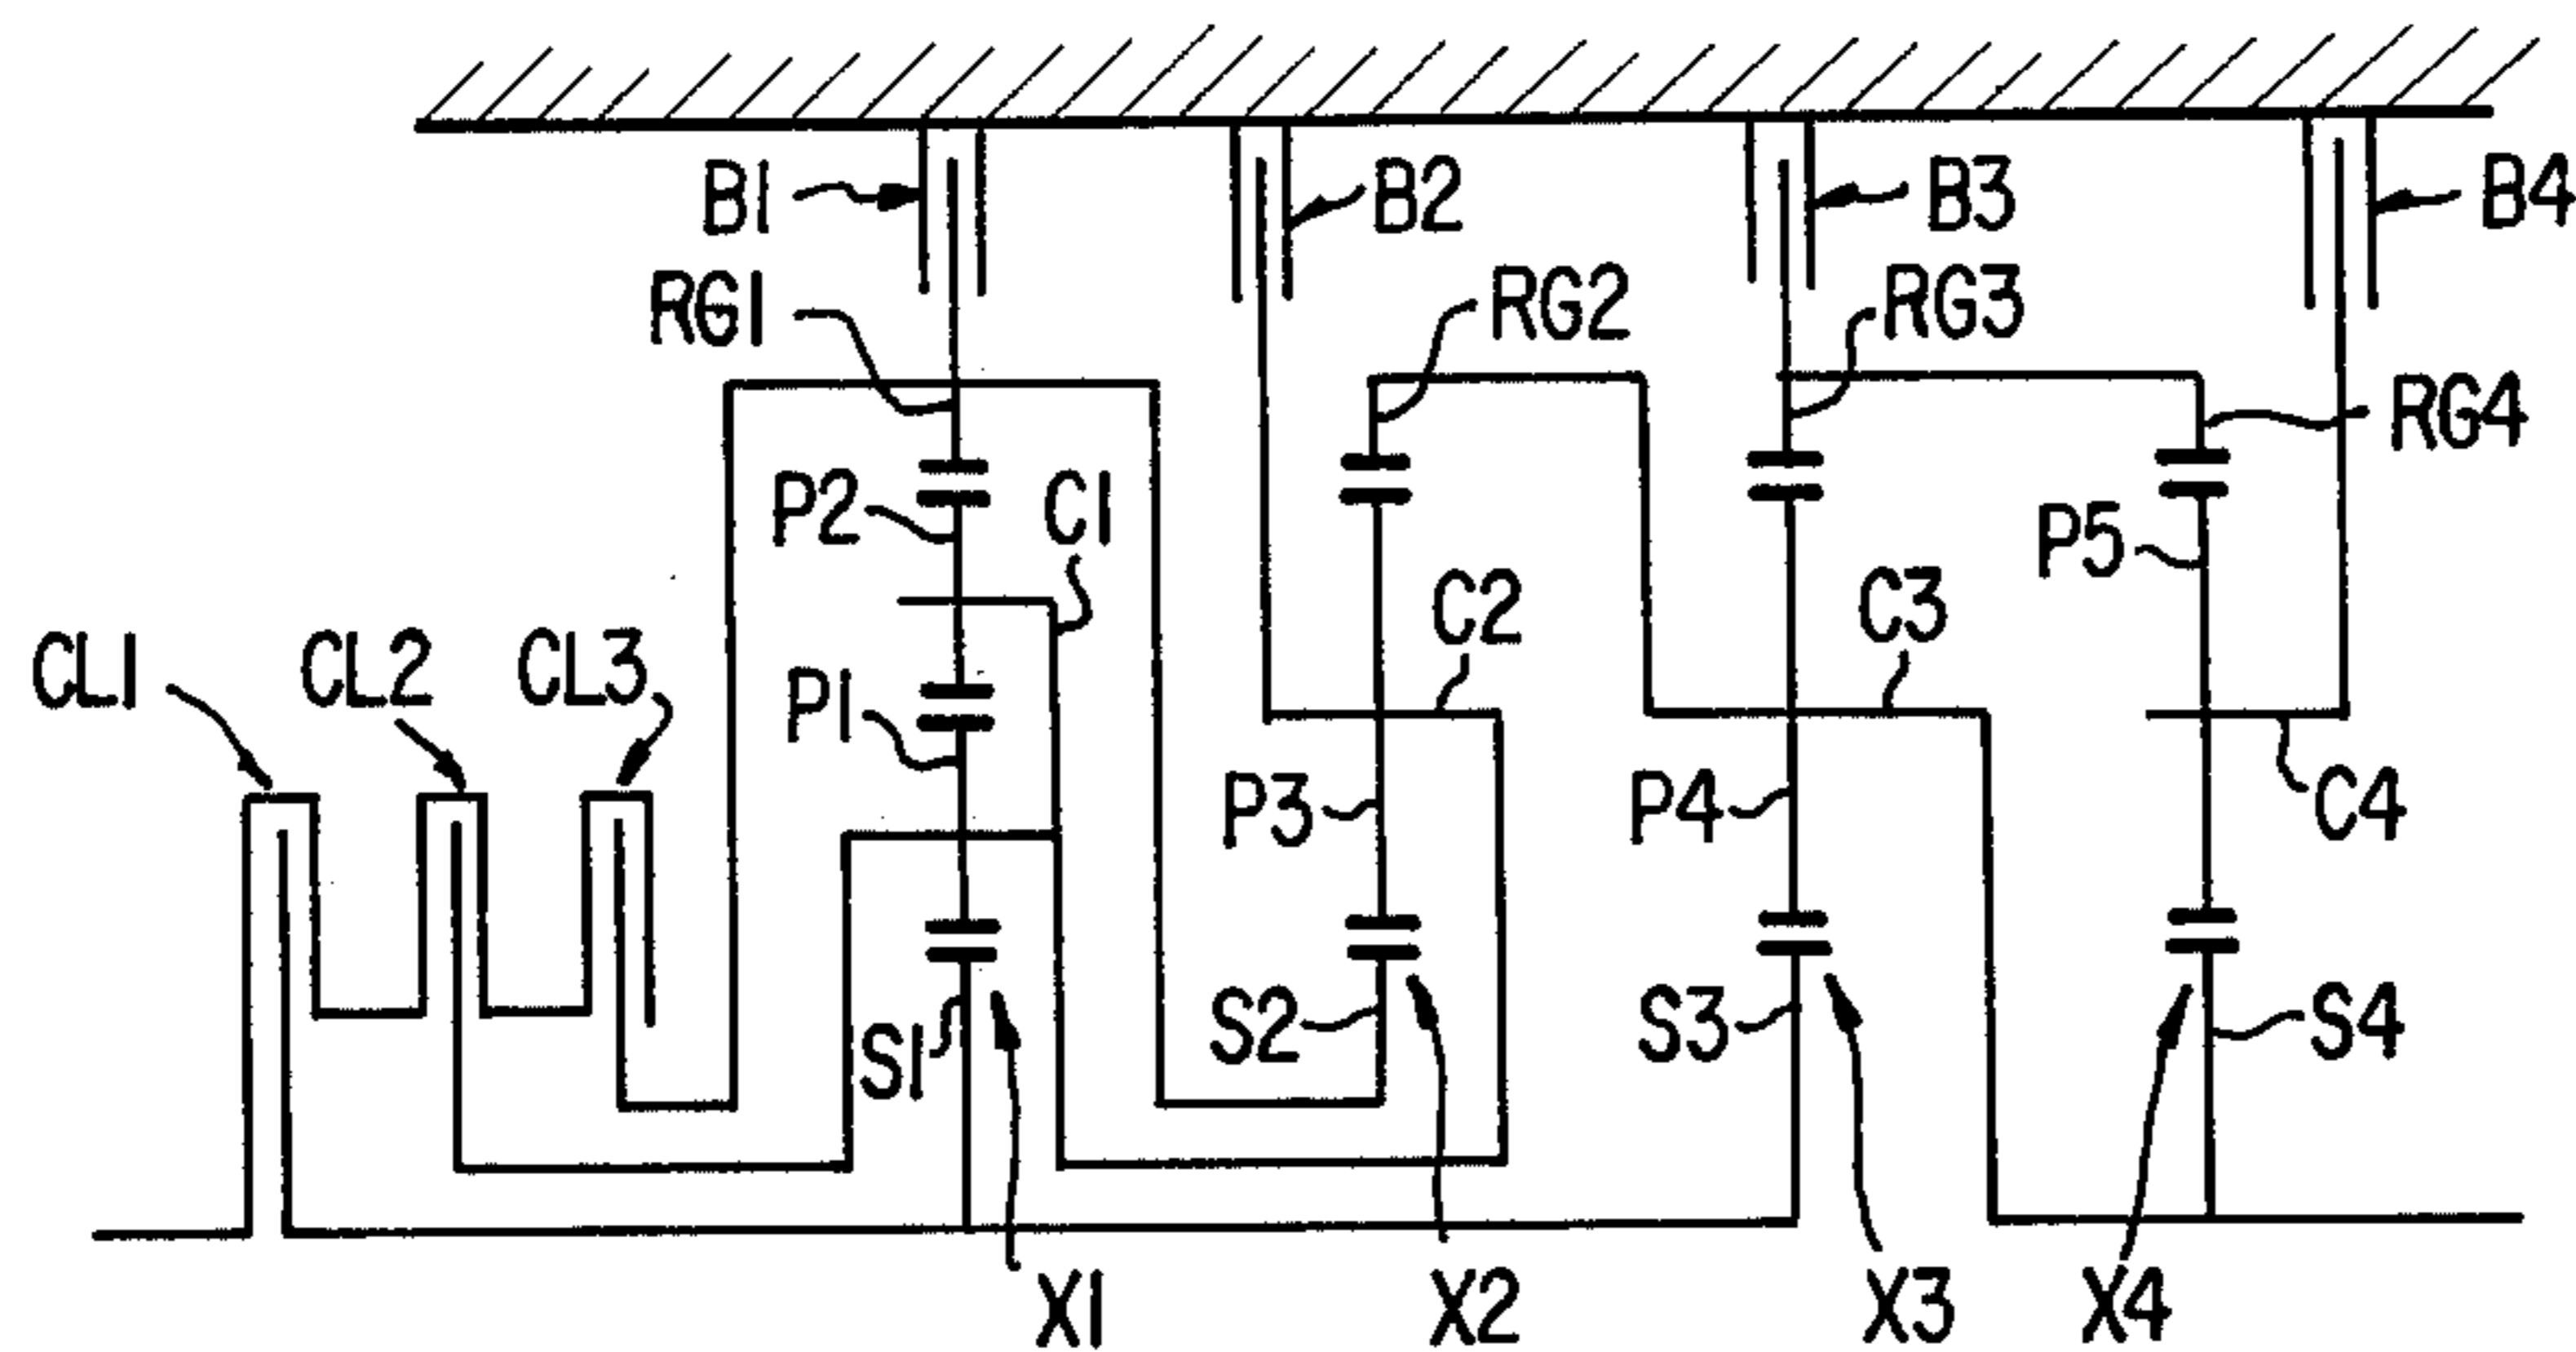 B1
B2
B3
B4
RG1
RG2
RG3
RG4
P2
C1
P5
C2
C3
CL1
CL2
CL3
P1
P3
P4
C4
S1
S2
S3
S4
X1
X2
X3
X4